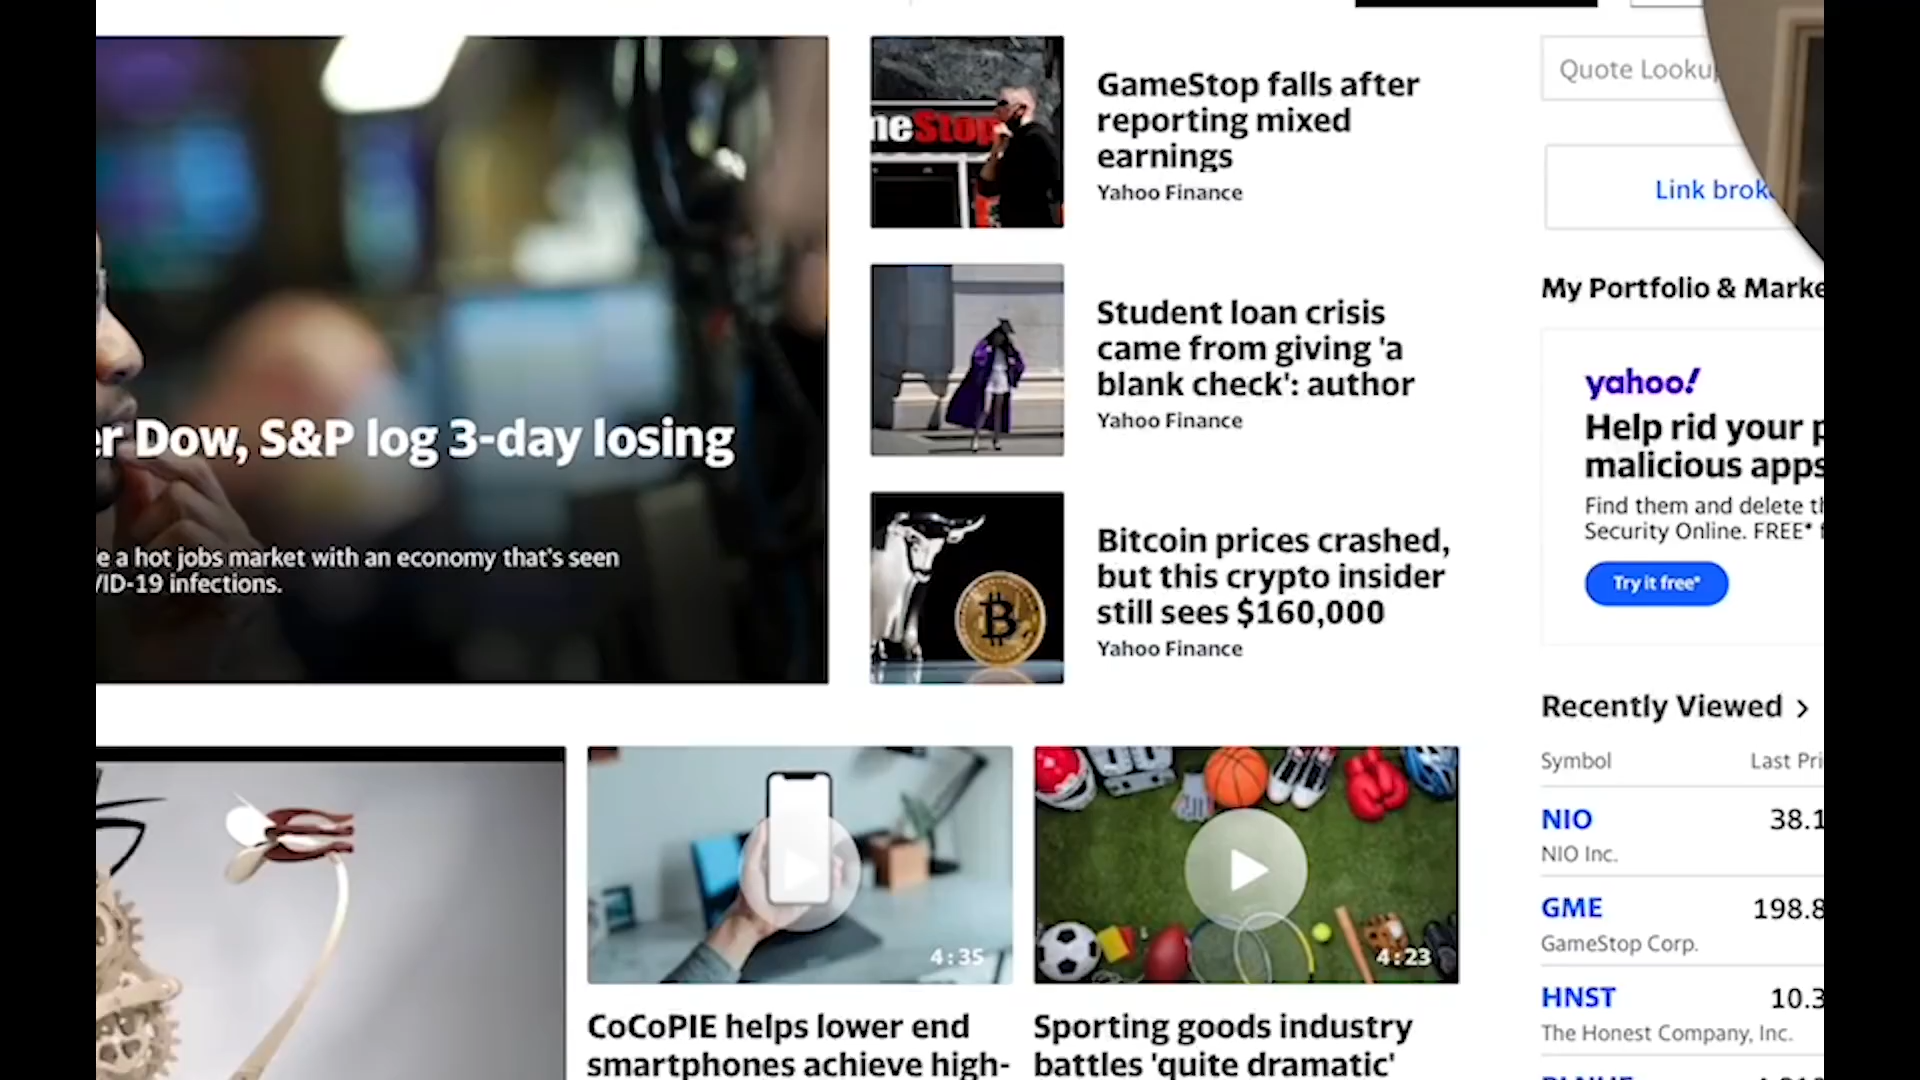 Dow, S&P log 3-day losing
a hot jobs market with an economy that's seen
infections.
neStop
GameStop falls after
reporting mixed
earnings
Yahoo Finance
Student loan crisis
came from giving 'a
blank check': author
Yahoo Finance
Bitcoin prices crashed,
but this crypto insider
still sees $160,000
Yahoo Finance
4:35
CoCoPIE helps lower end
smartphones achieve high-
4:23
Sporting goods industry
battles 'quite dramatic'
Quote Looku
Link brok
My Portfolio & Marke
yahoo!
Help rid your
malicious apps
Find them and delete
Security Online. FREE*
Try it free*
Recently Viewed >
Symbol Last Pri
NIO 38.1
NIO Inc.
GME 198.8
GameStop Corp.
HNST 10.3
The Honest Company, Inc.